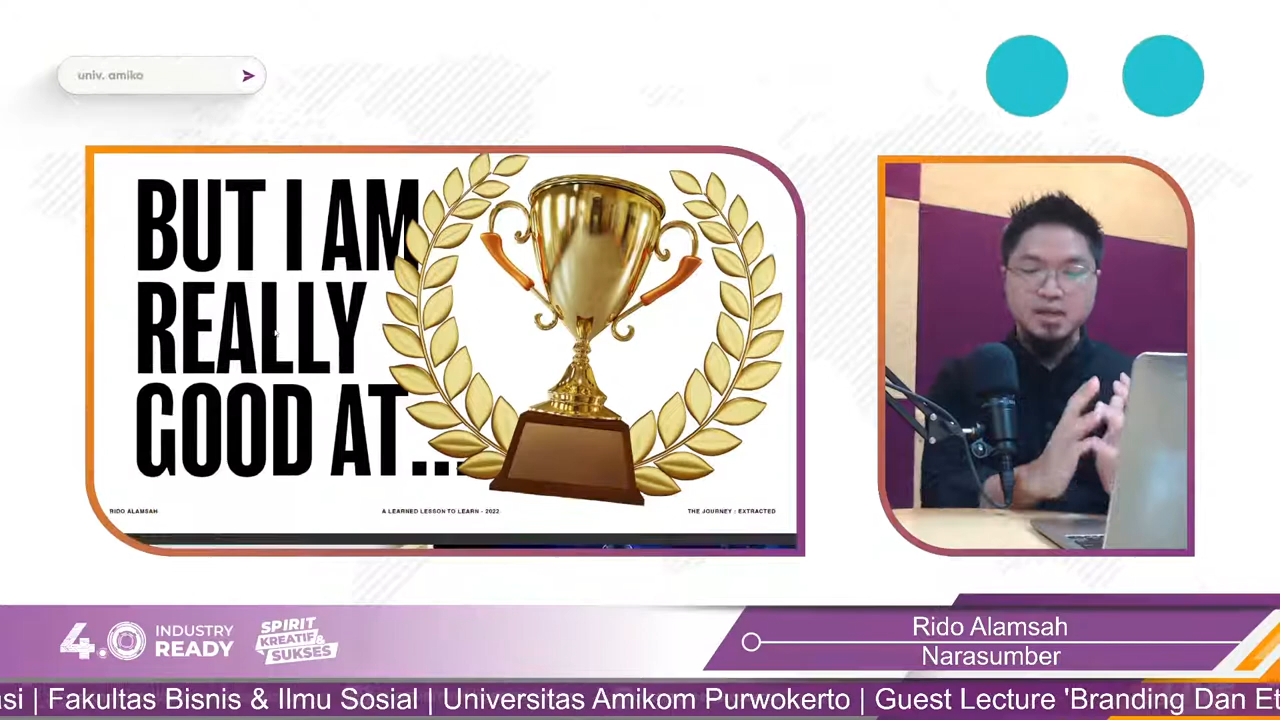 univ. amiko
BUT I AM
REALLY
GOOD AT...
RIDO ALAMSAH
A LEARNED LESSON TO LEARN - 2022
THE JOURNEY : EXTRACTED
4.0 INDUSTRY READY
SPIRIT
KREATIF &
SUKSES
Rido Alamsah
Narasumber
asi | Fakultas Bisnis & Ilmu Sosial | Universitas Amikom Purwokerto | Guest Lecture 'Branding Dan Et